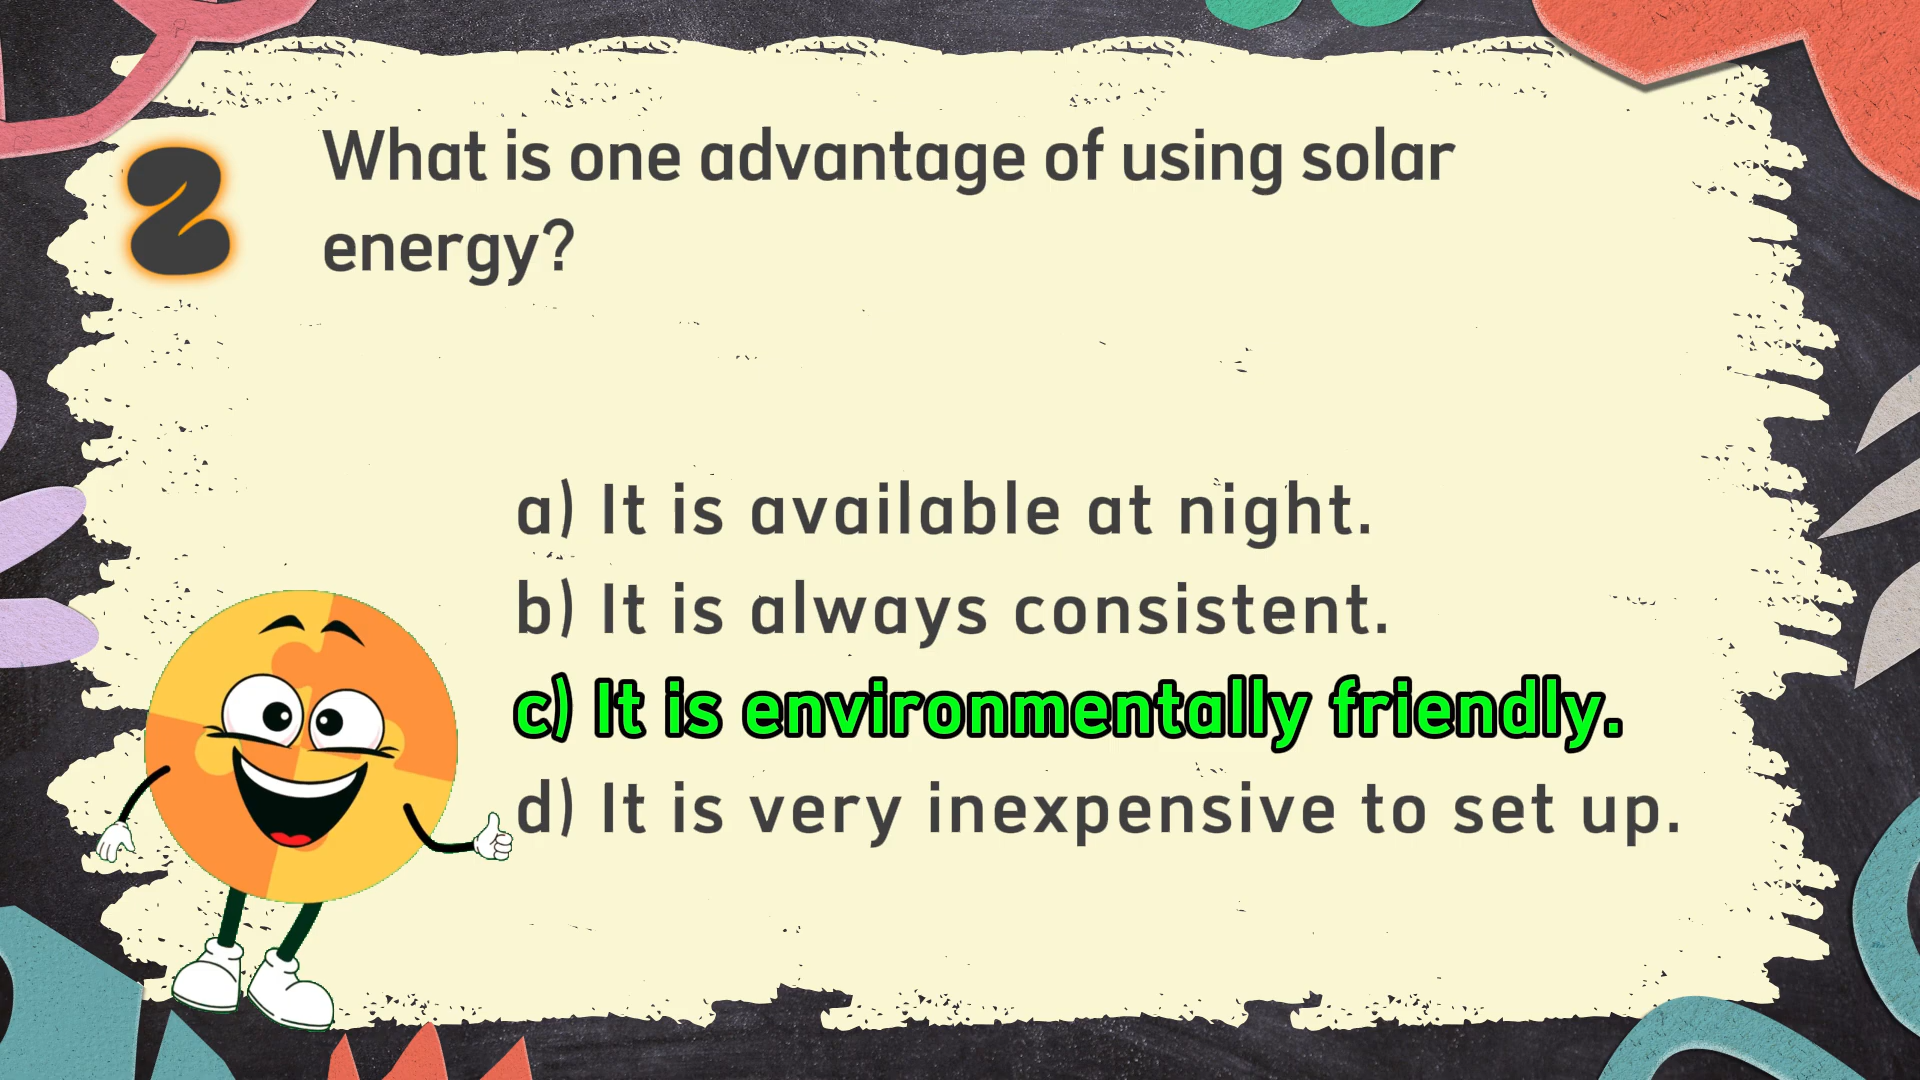 2
What is one advantage of using solar
energy?
a) It is available at night.
b) It is always consistent.
c) It is environmentally friendly.
d) It is very inexpensive to set up.